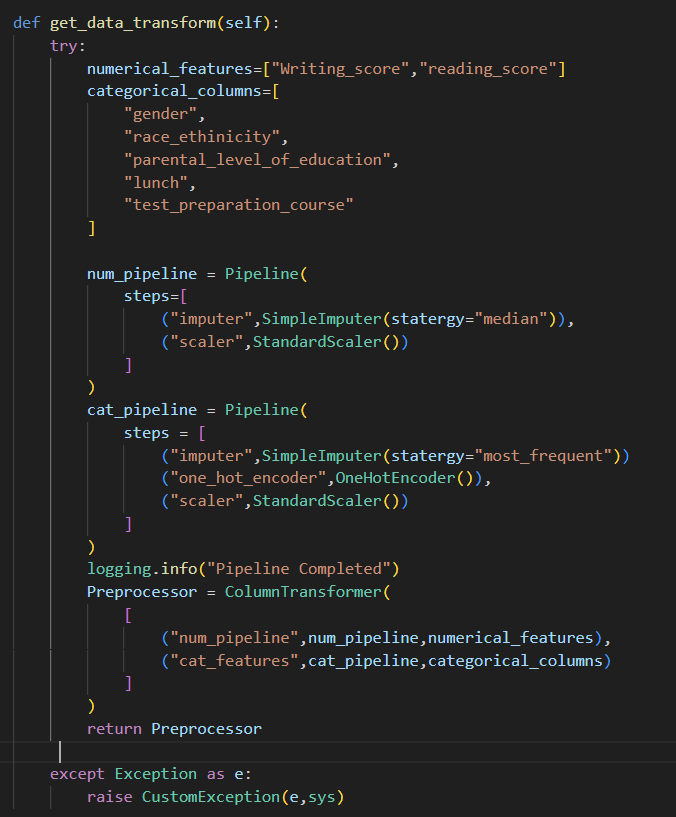 def get_data_transform(self):
    try:
        numerical_features=["Writing_score","reading_score"]
        categorical_columns=[
            "gender",
            "race_ethinicity",
            "parental_level_of_education",
            "lunch",
            "test_preparation_course"
        ]

        num_pipeline = Pipeline(
            steps=[
                ("imputer",SimpleImputer(statergy="median")),
                ("scaler",StandardScaler())
            ]
        )
        cat_pipeline = Pipeline(
            steps = [
                ("imputer",SimpleImputer(statergy="most_frequent"))
                ("one_hot_encoder",OneHotEncoder()),
                ("scaler",StandardScaler())
            ]
        )
        logging.info("Pipeline Completed")
        Preprocessor = ColumnTransformer(
            [
                ("num_pipeline",num_pipeline,numerical_features),
                ("cat_features",cat_pipeline,categorical_columns)
            ]
        )
        return Preprocessor

    except Exception as e:
        raise CustomException(e,sys)